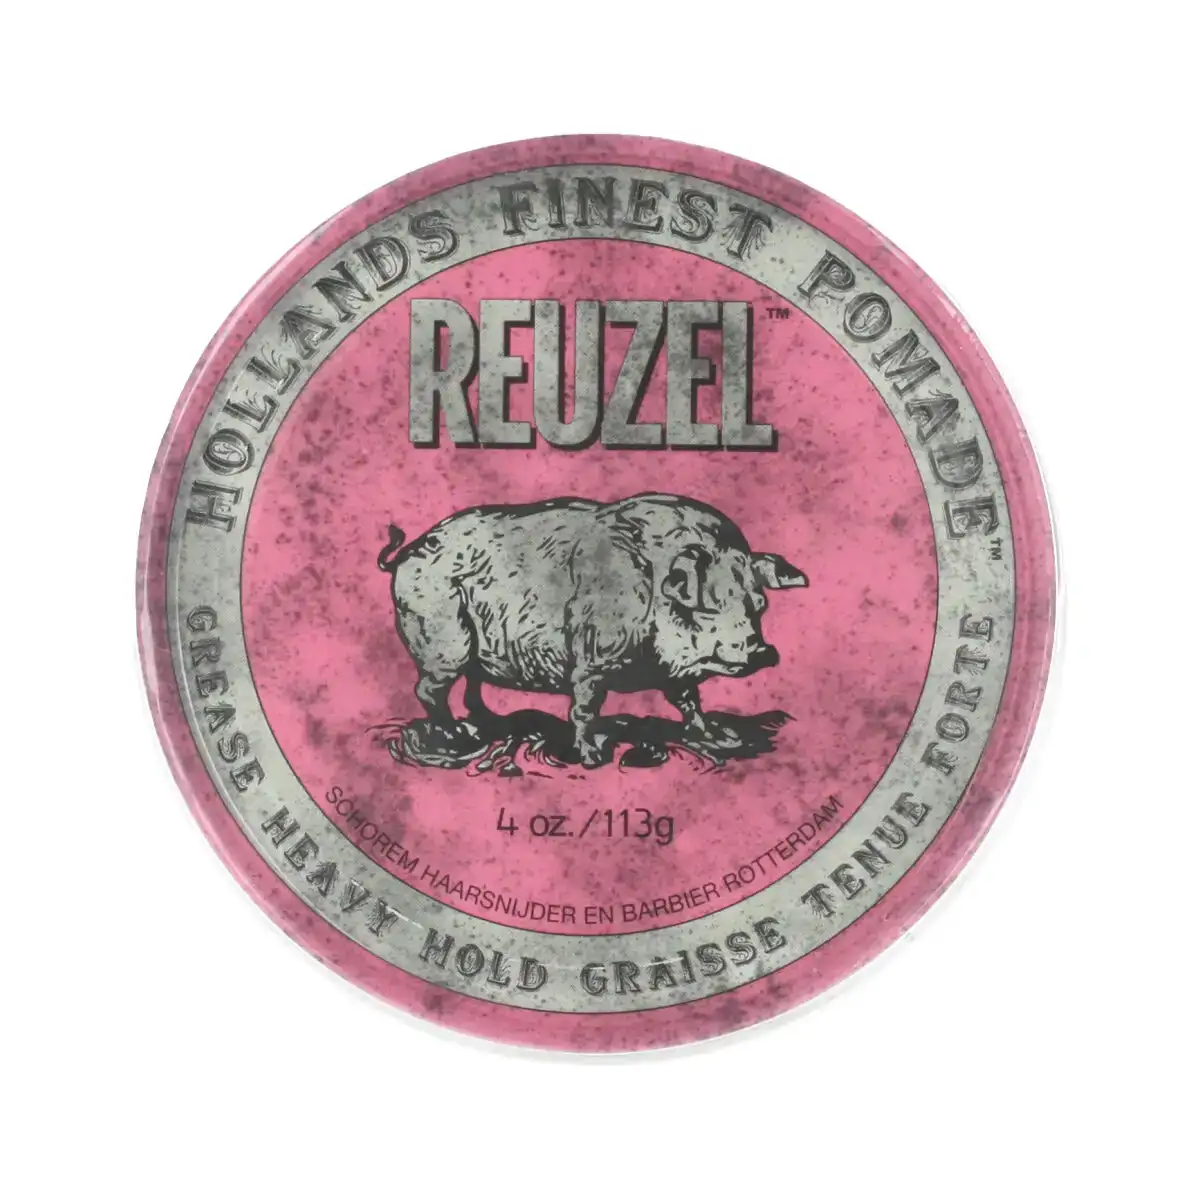 HOLLANDS FINEST POMADE™
REUZEL™
4 oz./113g
SCHOREM HAARSNIJDER EN BARBIER ROTTERDAM
GREASE HEAVY HOLD GRAISSE TENUE FORTE